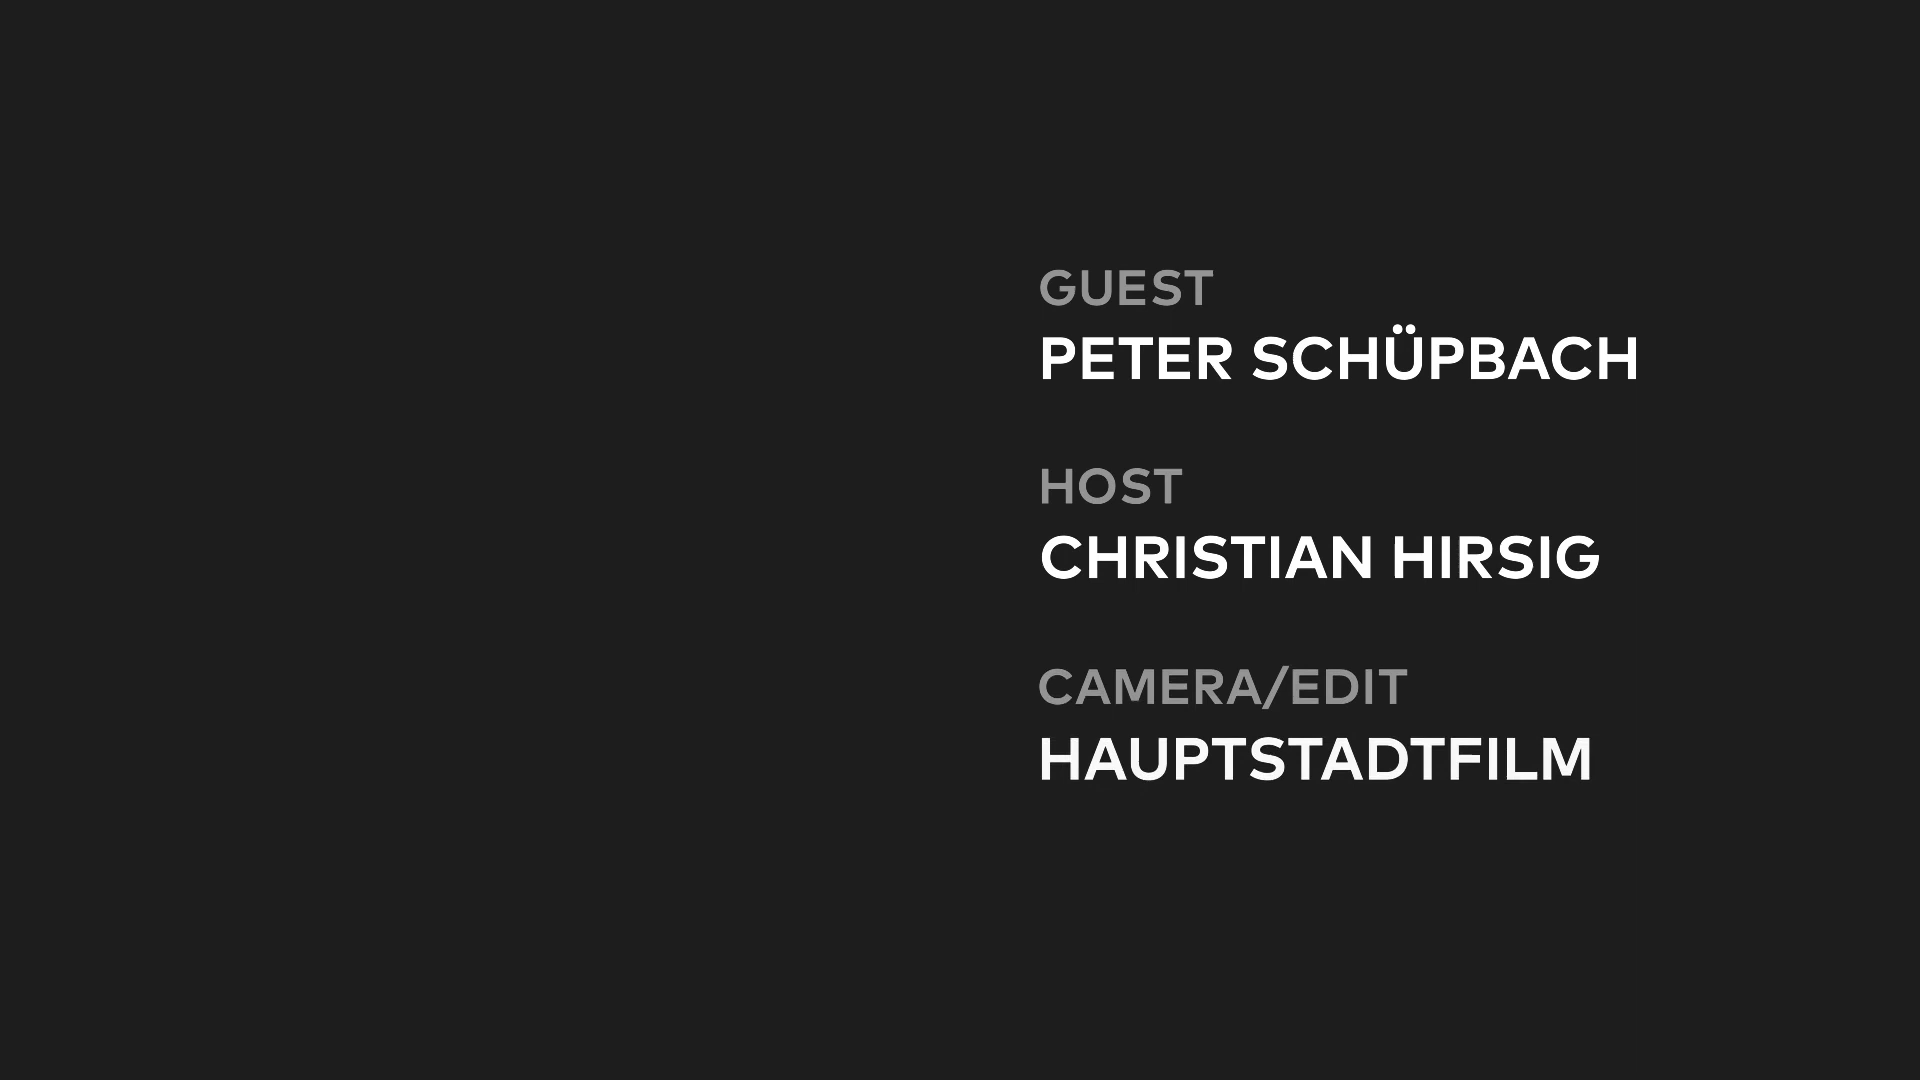 GUEST
PETER SCHÜPBACH
HOST
CHRISTIAN HIRSIG
CAMERA/EDIT
HAUPTSTADTFILM